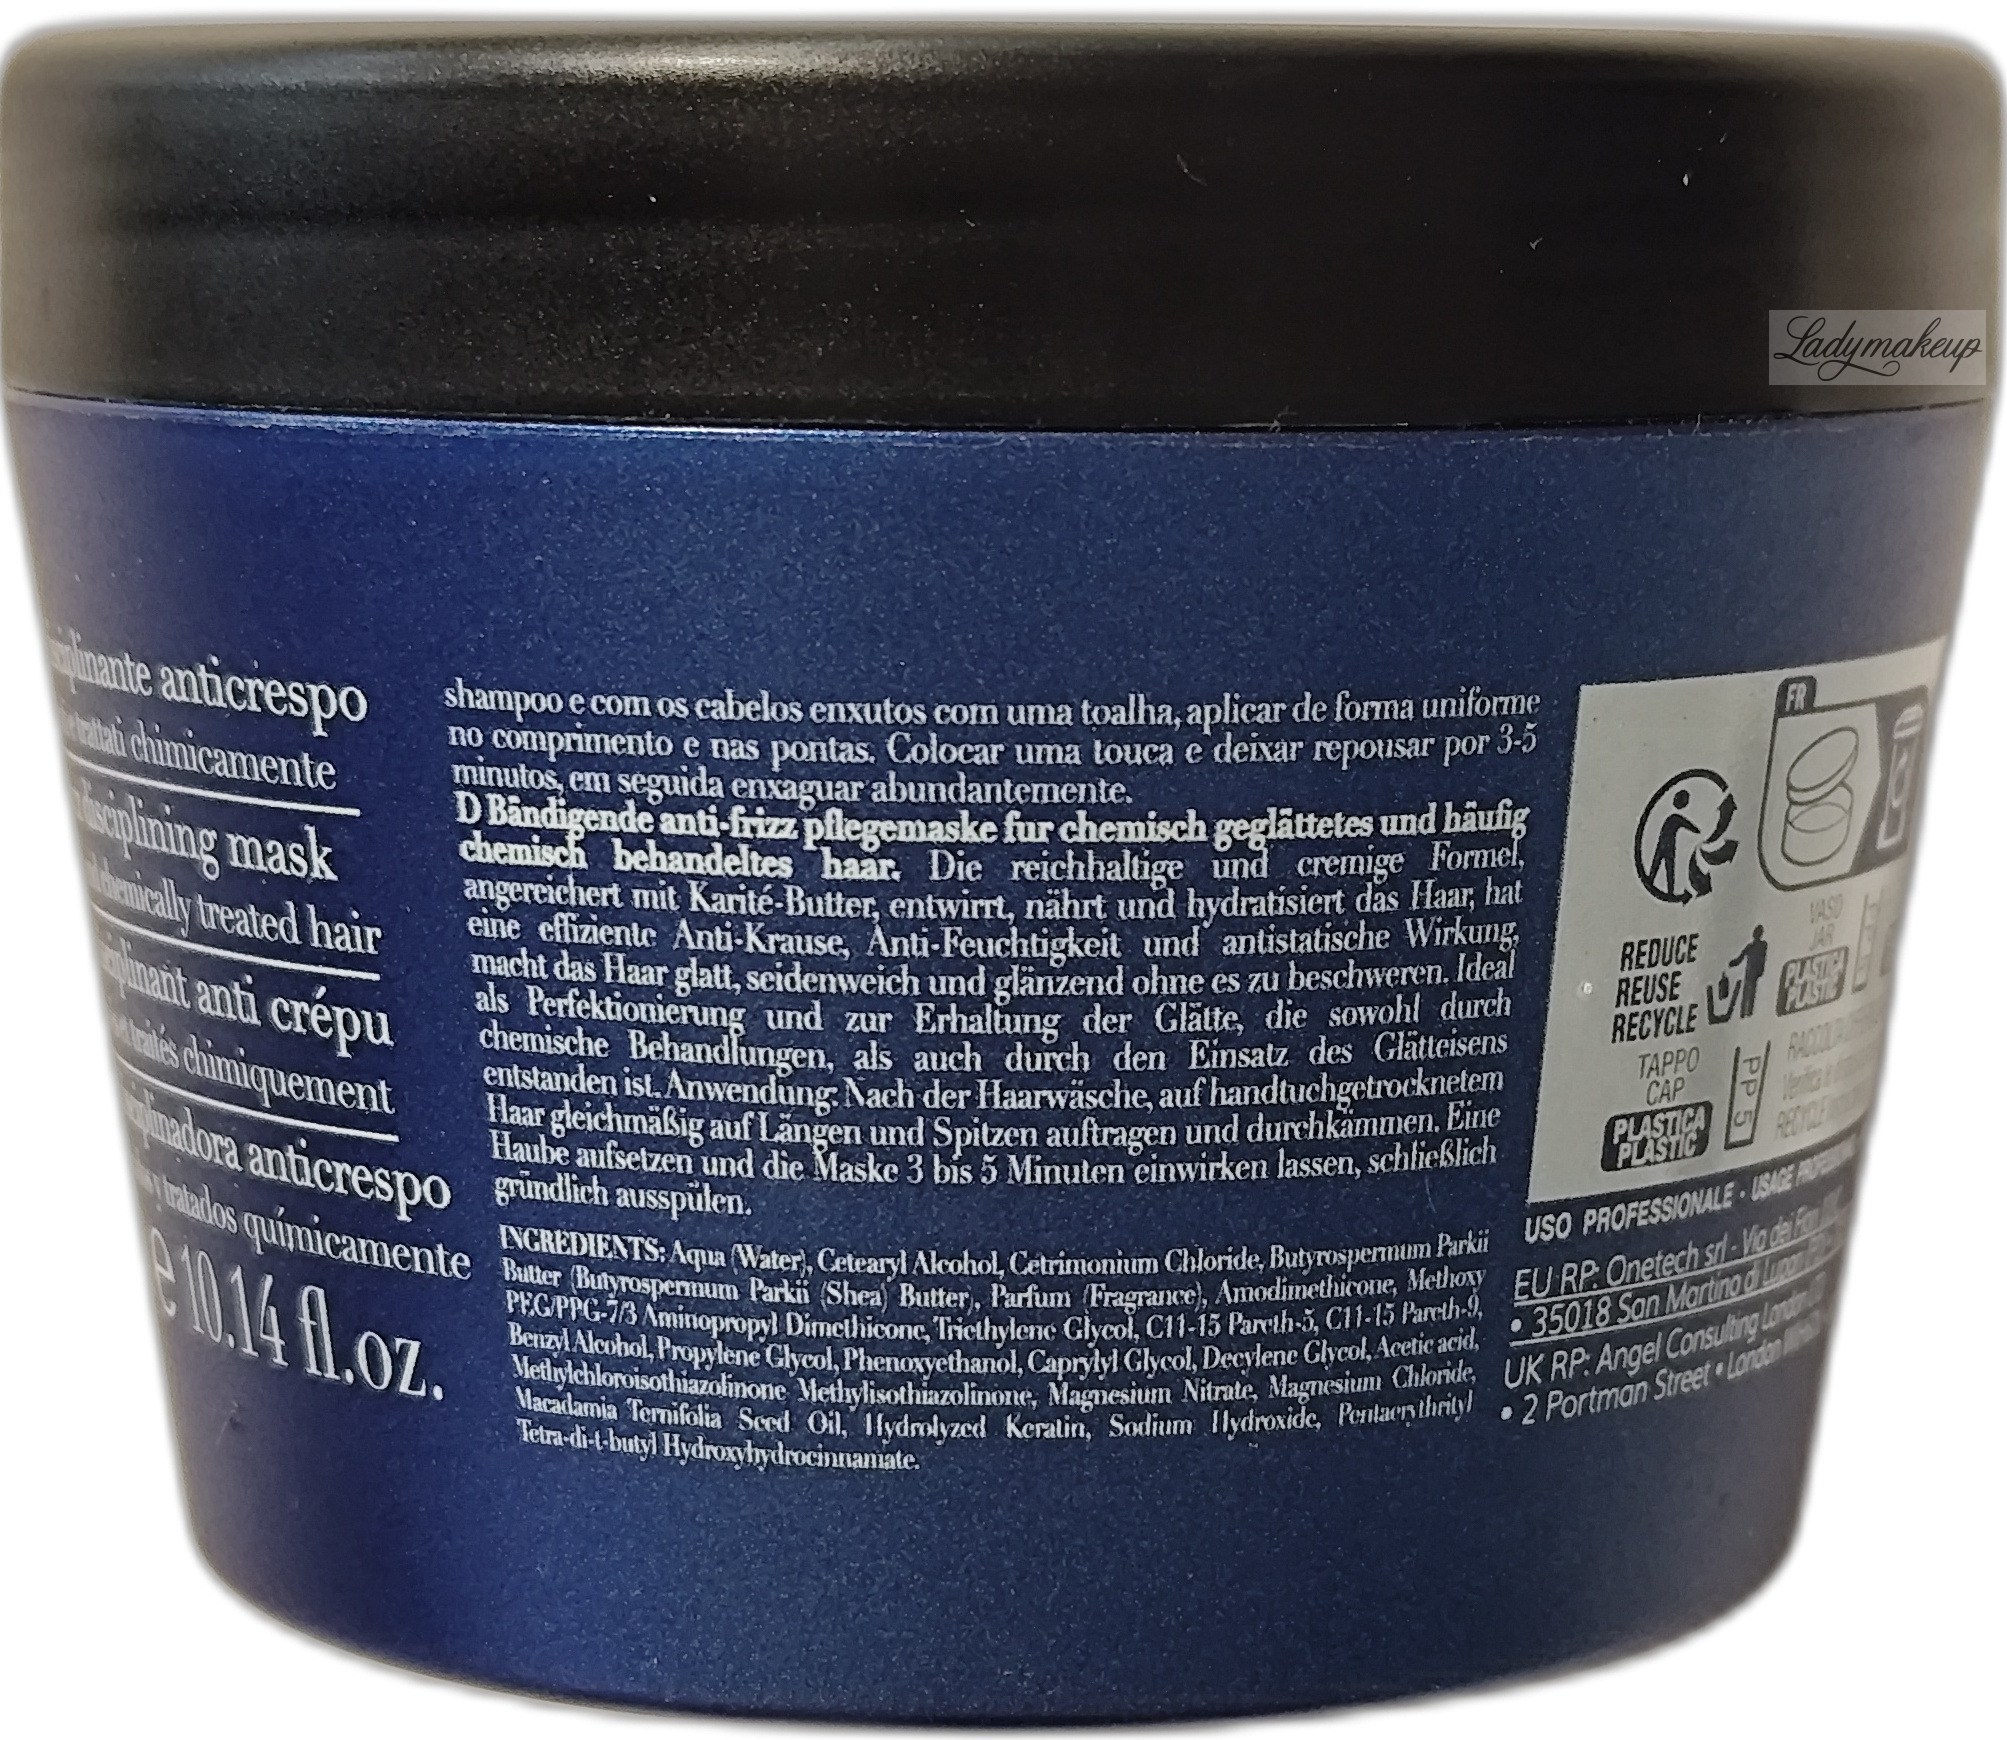 anticrespo
trattati chimicamente
disciplining mask
chemically treated hair
anti crépu
et traités chimiquement
anticrespo
y tratados químicamente
e 10.14 fl.oz.
shampoo e com os cabelos enxutos com uma toalha, aplicar de forma uniforme
no comprimento e nas pontas. Colocar uma touca e deixar repousar por 3-5
minutos, em seguida enxaguar abundantemente.
D Bändigende anti-frizz pflegemaske fur chemisch geglättetes und häufig
chemisch behandeltes haar. Die reichhaltige und cremige Formel,
angereichert mit Karité-Butter, entwirrt, nährt und hydratisiert das Haar, hat
eine effiziente Anti-Krause, Anti-Feuchtigkeit und antistatische Wirkung,
macht das Haar glatt, seidenweich und glänzend ohne es zu beschweren. Ideal
als Perfektionierung und zur Erhaltung der Glätte, die sowohl durch
chemische Behandlungen, als auch durch den Einsatz des Glätteisens
entstanden ist. Anwendung: Nach der Haarwäsche, auf handtuchgetrocknetem
Haar gleichmäßig auf Längen und Spitzen auftragen und durchkämmen. Eine
Haube aufsetzen und die Maske 3 bis 5 Minuten einwirken lassen, schließlich
gründlich ausspülen.
INGREDIENTS: Aqua (Water), Cetearyl Alcohol, Cetrimonium Chloride, Butyrospermum Parkii
Butter (Butyrospermum Parkii (Shea) Butter), Parfum (Fragrance), Amodimethicone, Methoxy
PEG/PPG-7/3 Aminopropyl Dimethicone, Triethylene Glycol, C11-15 Pareth-5, C11-15 Pareth-9,
Benzyl Alcohol, Propylene Glycol, Phenoxyethanol, Caprylyl Glycol, Decylene Glycol, Acetic acid,
Methylchloroisothiazolinone Methylisothiazolinone, Magnesium Nitrate, Magnesium Chloride,
Macadamia Ternifolia Seed Oil, Hydrolyzed Keratin, Sodium Hydroxide, Pentaerythrityl
Tetra-di-t-butyl Hydroxyhydrocinnamate.
FR
REDUCE
REUSE
RECYCLE
TAPPO
CAP
PLASTICA
PLASTIC
PP 5
VASO
JAR
PLASTICA
PLASTIC
USO PROFESSIONALE - USAGE
EU RP: Onetech srl - Via dei
• 35018 San Martino di Lupari
UK RP: Angel Consulting London
• 2 Portman Street • London
Ladymakeup